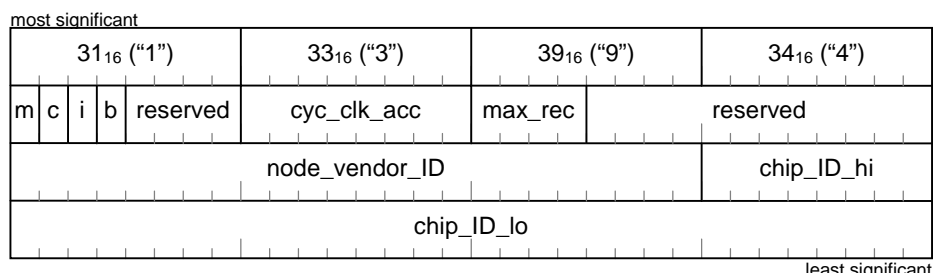 most significant
31₁₆ (“1”) 33₁₆ (“3”) 39₁₆ (“9”) 34₁₆ (“4”)
m c i b reserved cyc_clk_acc max_rec reserved
node_vendor_ID chip_ID_hi
chip_ID_lo
least significant